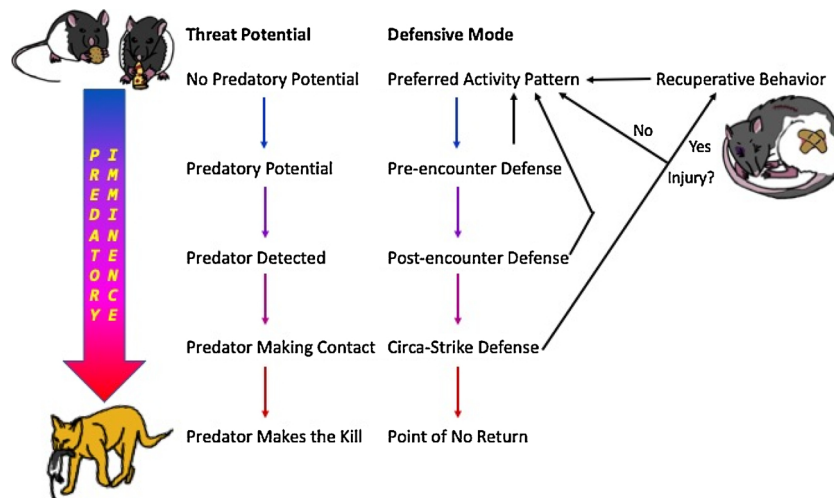 Threat Potential
Defensive Mode
No Predatory Potential
Preferred Activity Pattern
Recuperative Behavior
No
Yes
Predatory Potential
Pre-encounter Defense
Injury?
PREDATORY
IMMINENCE
Predator Detected
Post-encounter Defense
Predator Making Contact
Circa-Strike Defense
Predator Makes the Kill
Point of No Return